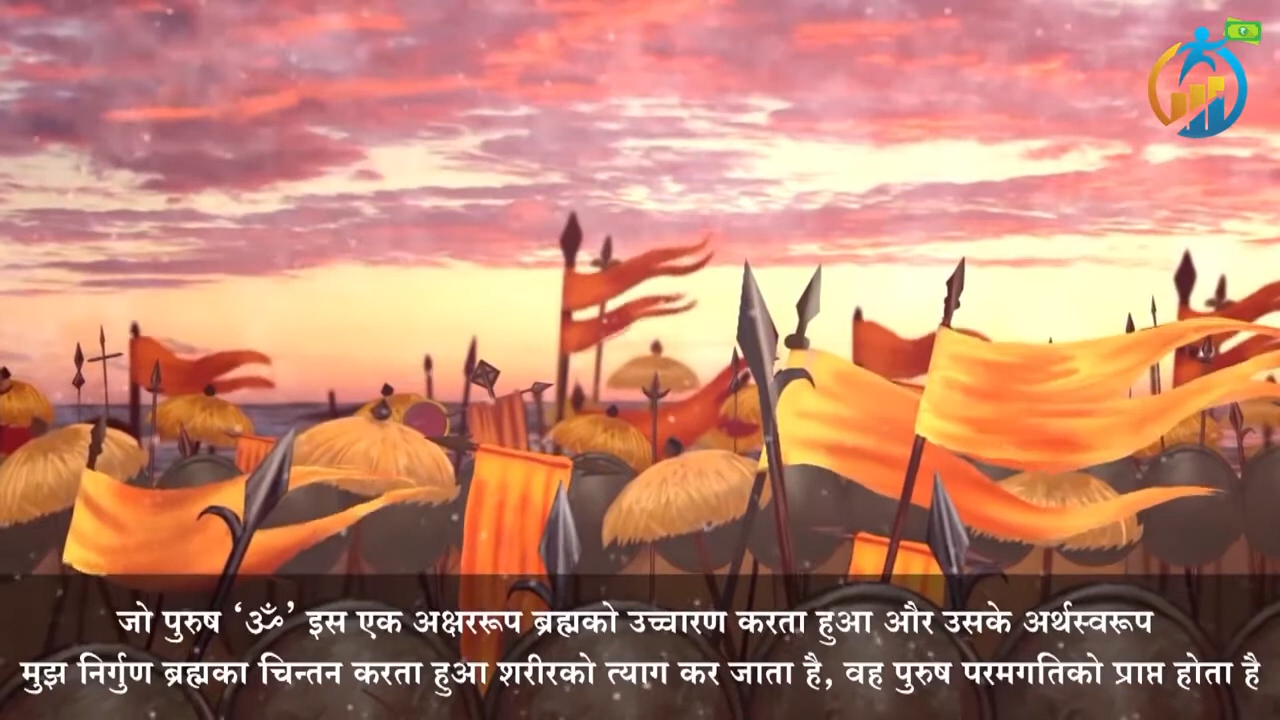 जो पुरुष ‘ॐ’ इस एक अक्षररूप ब्रह्मको उच्चारण करता हुआ और उसके अर्थस्वरूप
मुझ निर्गुण ब्रह्मका चिन्तन करता हुआ शरीरको त्याग कर जाता है, वह पुरुष परमगतिको प्राप्त होता है